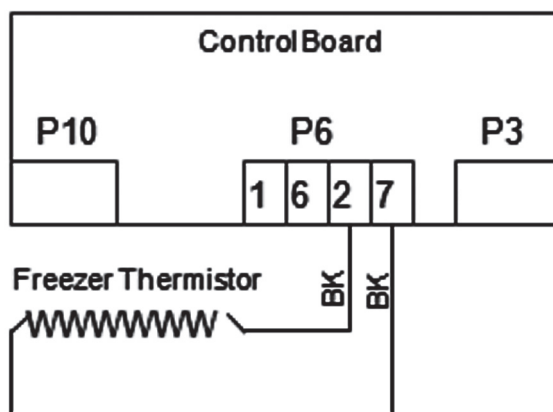 Control Board
P10 P6 P3
1 6 2 7
Freezer Thermistor
BK BK